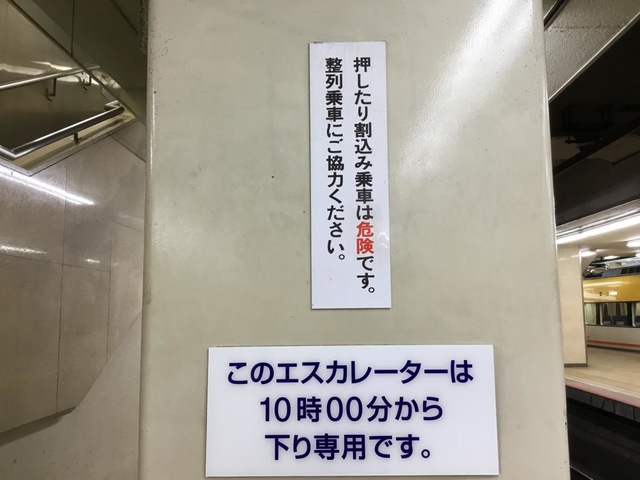 押したり割込み乗車は危険です。
整列乗車にご協力ください。
このエスカレーターは
10時00分から
下り専用です。